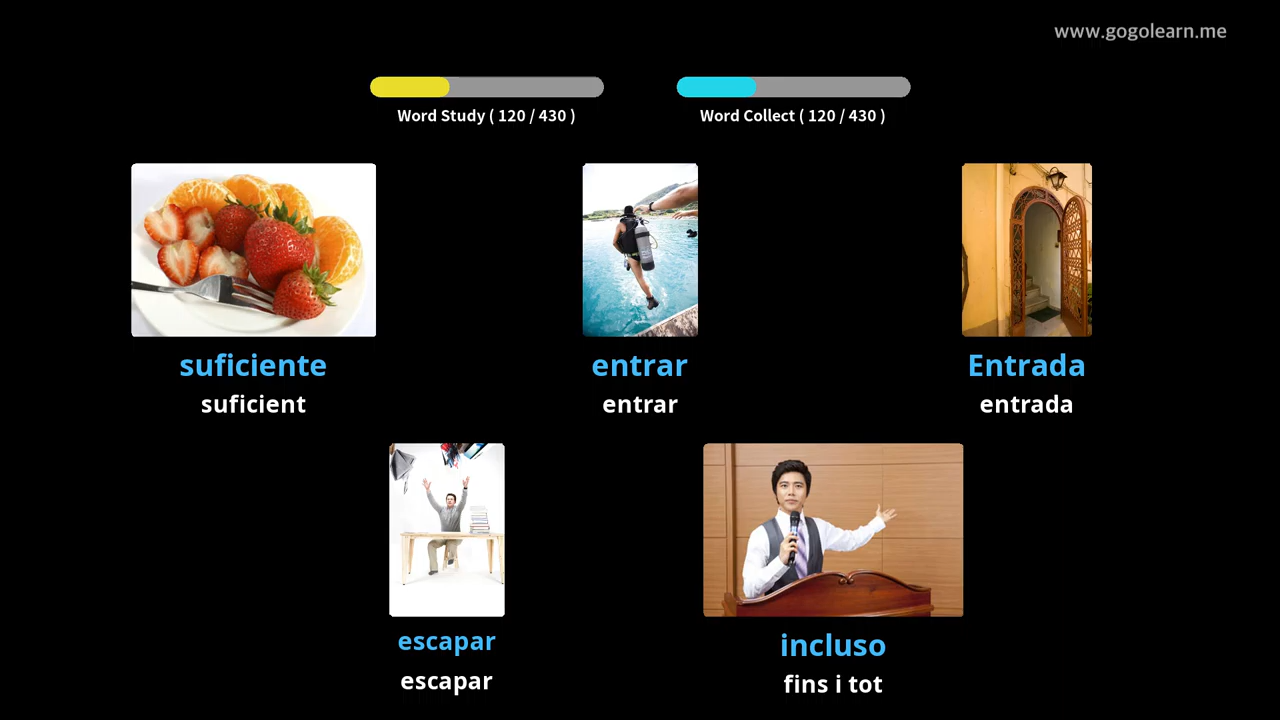 www.gogolearn.me
Word Study ( 120 / 430 )
Word Collect ( 120 / 430 )
suficiente
suficient
entrar
entrar
Entrada
entrada
escapar
escapar
incluso
fins i tot